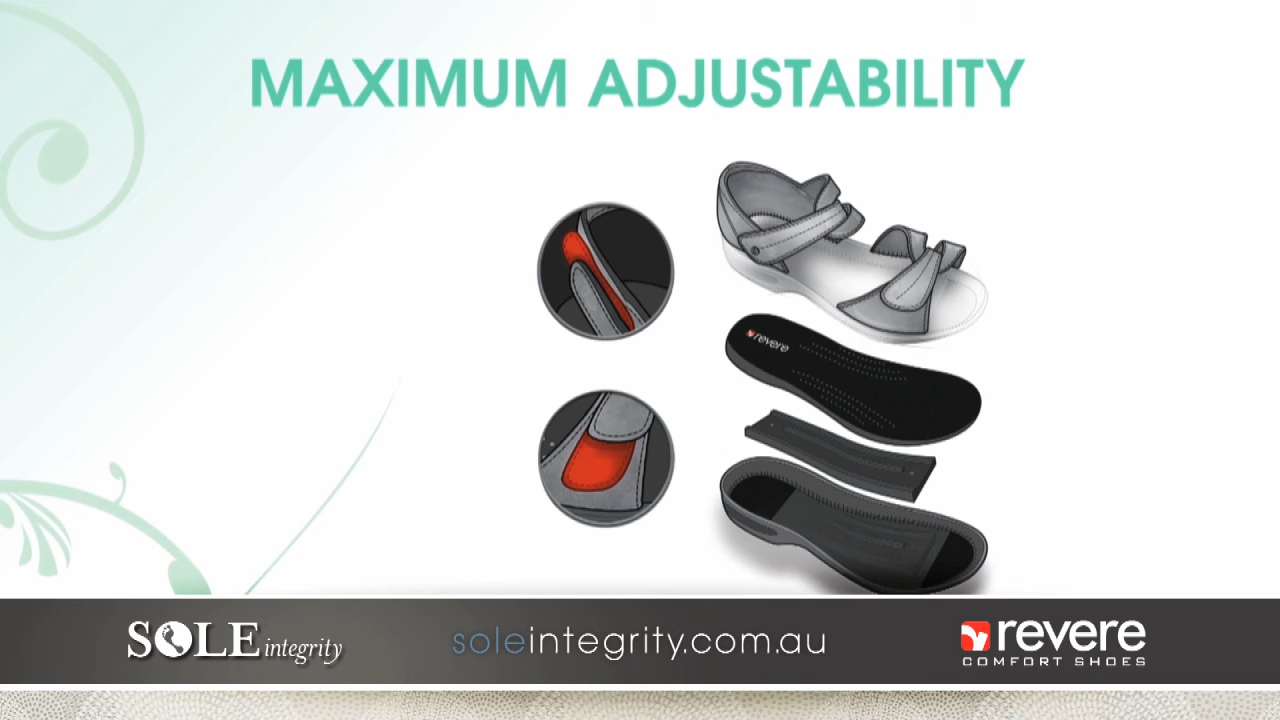 MAXIMUM ADJUSTABILITY
revere
SOLE integrity
soleintegrity.com.au
revere
COMFORT SHOES